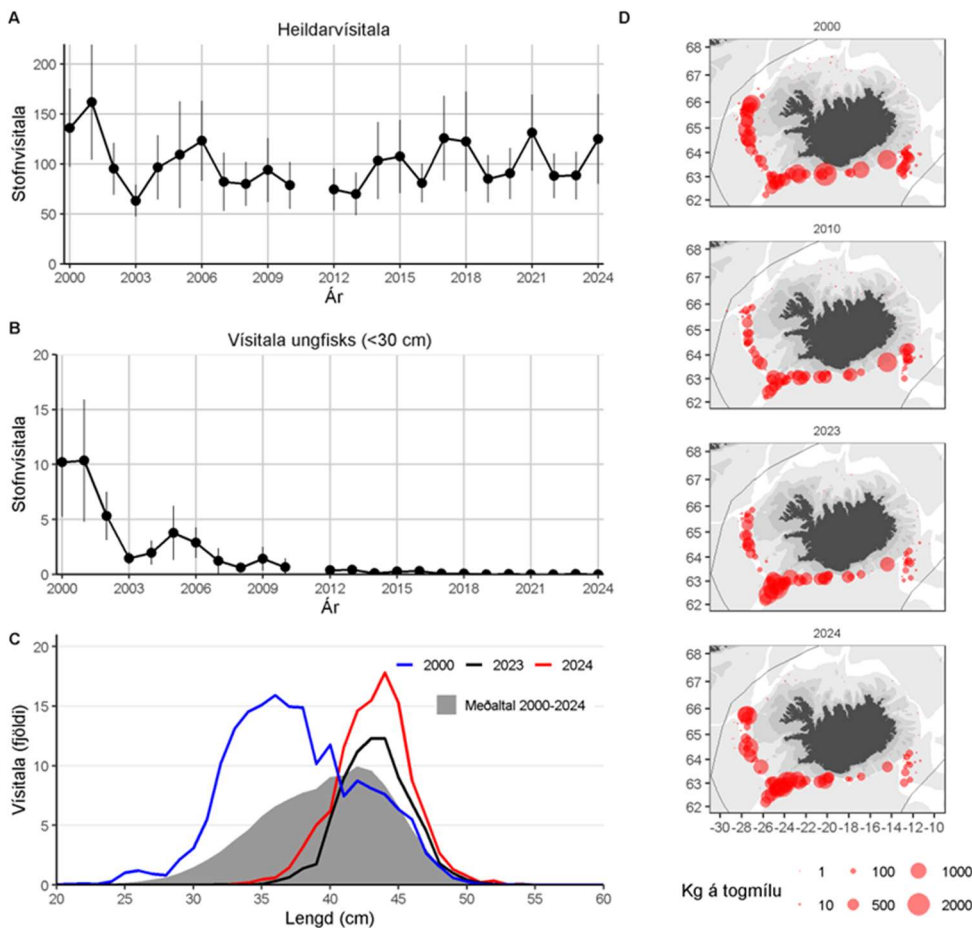 A
Heildarvísitala
Stofnvísitala
200
150
100
50
0
2000 2003 2006 2009 2012 2015 2018 2021 2024
Ár
B
Vísitala ungfisks (<30 cm)
Stofnvísitala
20
15
10
5
0
2000 2003 2006 2009 2012 2015 2018 2021 2024
Ár
C
Vísitala (fjöldi)
20
15
10
5
0
2000 2023 2024
Meðaltal 2000-2024
20 25 30 35 40 45 50 55 60
Lengd (cm)
D
2000
68
67
66
65
64
63
62
2010
68
67
66
65
64
63
62
2023
68
67
66
65
64
63
62
2024
68
67
66
65
64
63
62
-30 -28 -26 -24 -22 -20 -18 -16 -14 -12 -10
Kg á togmílu
1 100 1000
10 500 2000